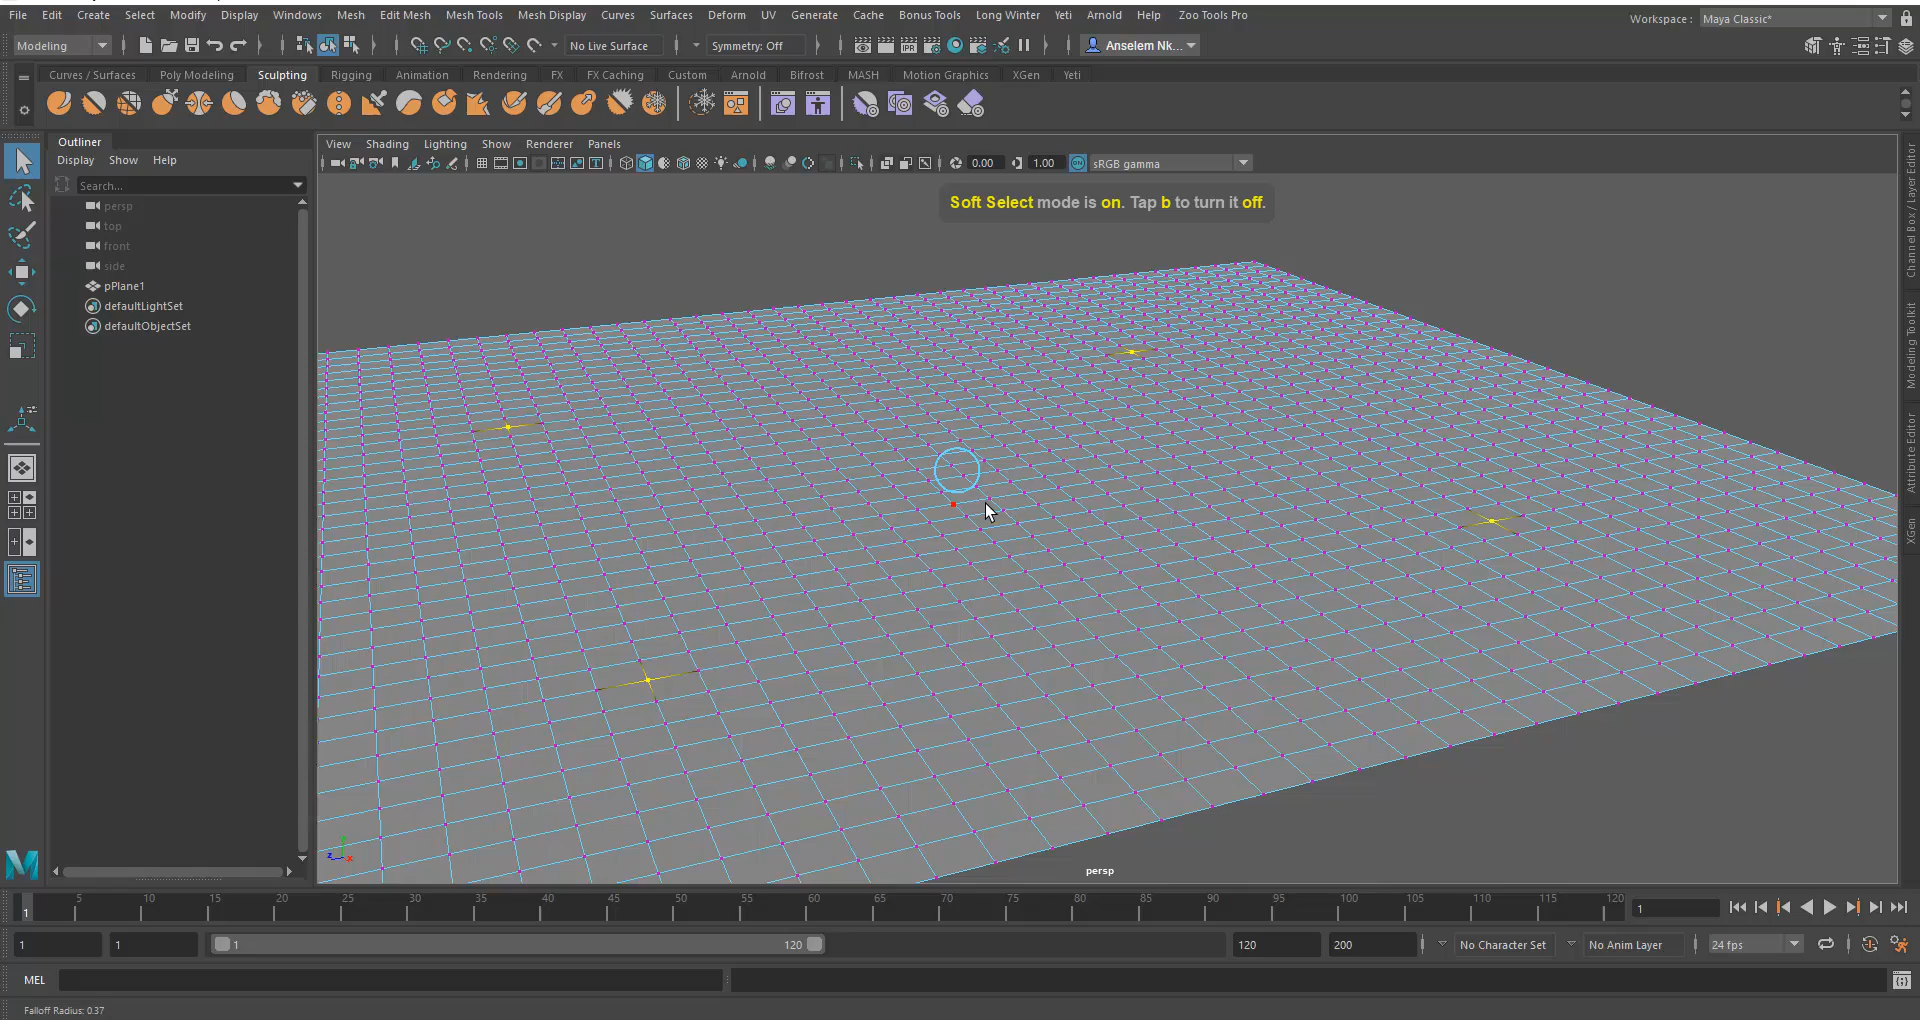 File Edit Create Select Modify Display Windows Mesh Edit Mesh Mesh Tools Mesh Display Curves Surfaces Deform UV Generate Cache Bonus Tools Long Winter Yeti Arnold Help Zoo Tools Pro
Workspace : Maya Classic*
Modeling
No Live Surface
Symmetry: Off
IPR
Anselem Nk...
Curves / Surfaces Poly Modeling Sculpting Rigging Animation Rendering FX FX Caching Custom Arnold Bifrost MASH Motion Graphics XGen Yeti
Outliner
Display Show Help
Search...
persp
top
front
side
pPlane1
defaultLightSet
defaultObjectSet
View Shading Lighting Show Renderer Panels
0.00 1.00 ON sRGB gamma
Soft Select mode is on. Tap b to turn it off.
Channel Box / Layer Editor
Modeling Toolkit
Attribute Editor
XGen
y
z x
persp
M
1 5 10 15 20 25 30 35 40 45 50 55 60 65 70 75 80 85 90 95 100 105 110 115 120
1
1 1 1 120 120 200 No Character Set No Anim Layer 24 fps
MEL
Falloff Radius: 0.37